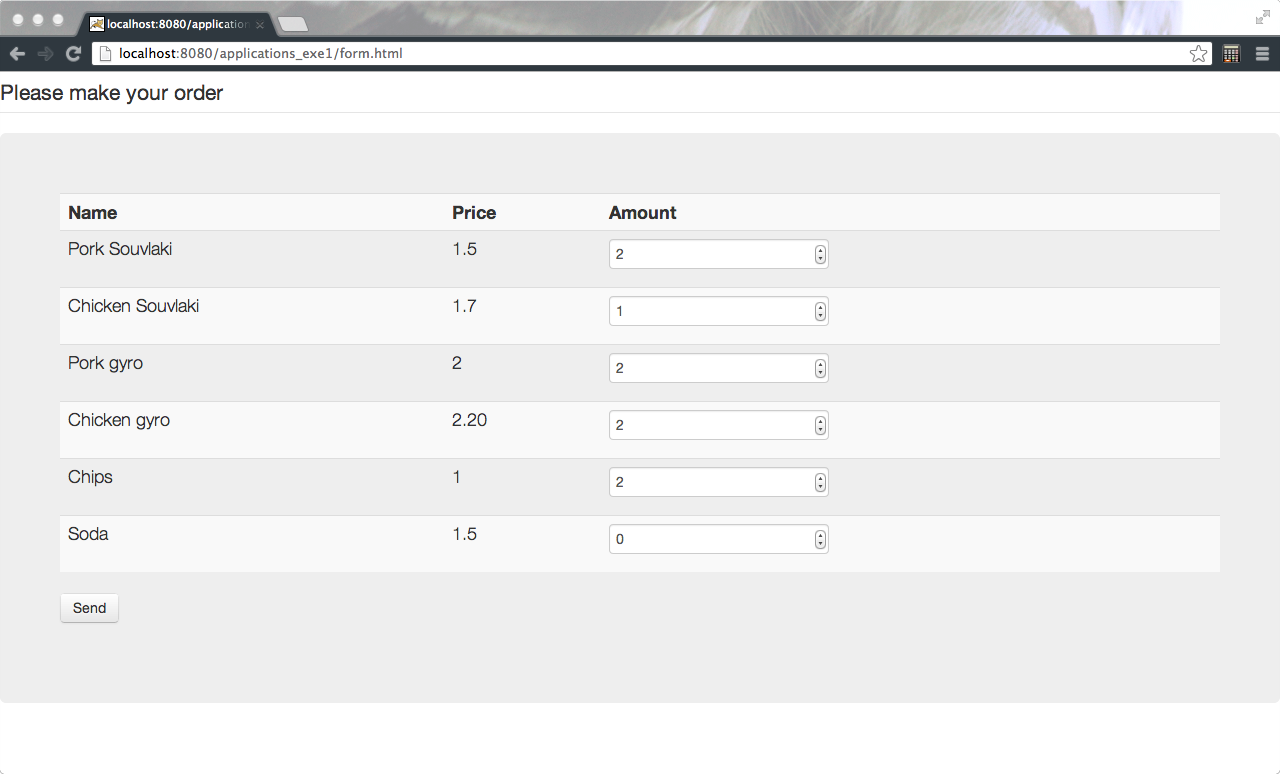 localhost:8080/application
localhost:8080/applications_exe1/form.html
Please make your order
Name Price Amount
Pork Souvlaki 1.5 2
Chicken Souvlaki 1.7 1
Pork gyro 2 2
Chicken gyro 2.20 2
Chips 1 2
Soda 1.5 0
Send